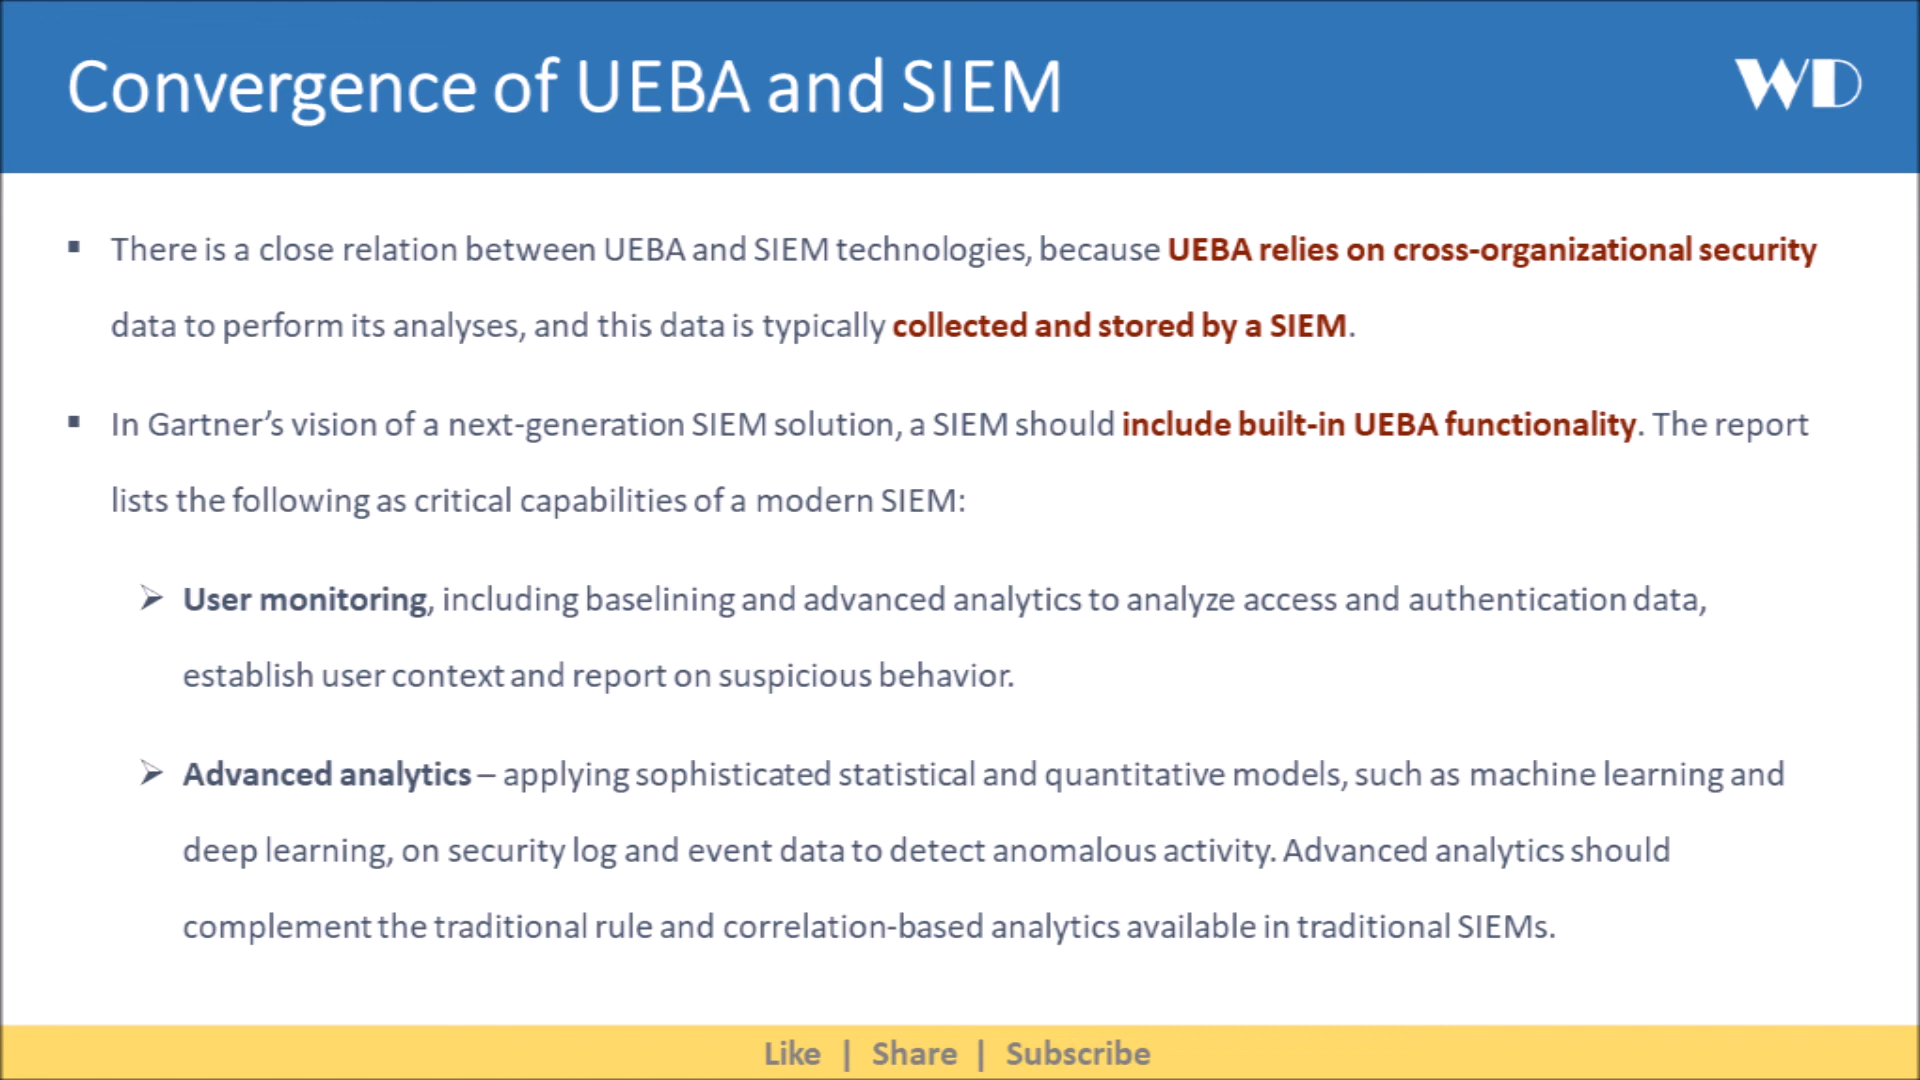 Convergence of UEBA and SIEM
WD
▪ There is a close relation between UEBA and SIEM technologies, because UEBA relies on cross-organizational security
data to perform its analyses, and this data is typically collected and stored by a SIEM.
▪ In Gartner’s vision of a next-generation SIEM solution, a SIEM should include built-in UEBA functionality. The report
lists the following as critical capabilities of a modern SIEM:
➢ User monitoring, including baselining and advanced analytics to analyze access and authentication data,
establish user context and report on suspicious behavior.
➢ Advanced analytics – applying sophisticated statistical and quantitative models, such as machine learning and
deep learning, on security log and event data to detect anomalous activity. Advanced analytics should
complement the traditional rule and correlation-based analytics available in traditional SIEMs.
Like | Share | Subscribe